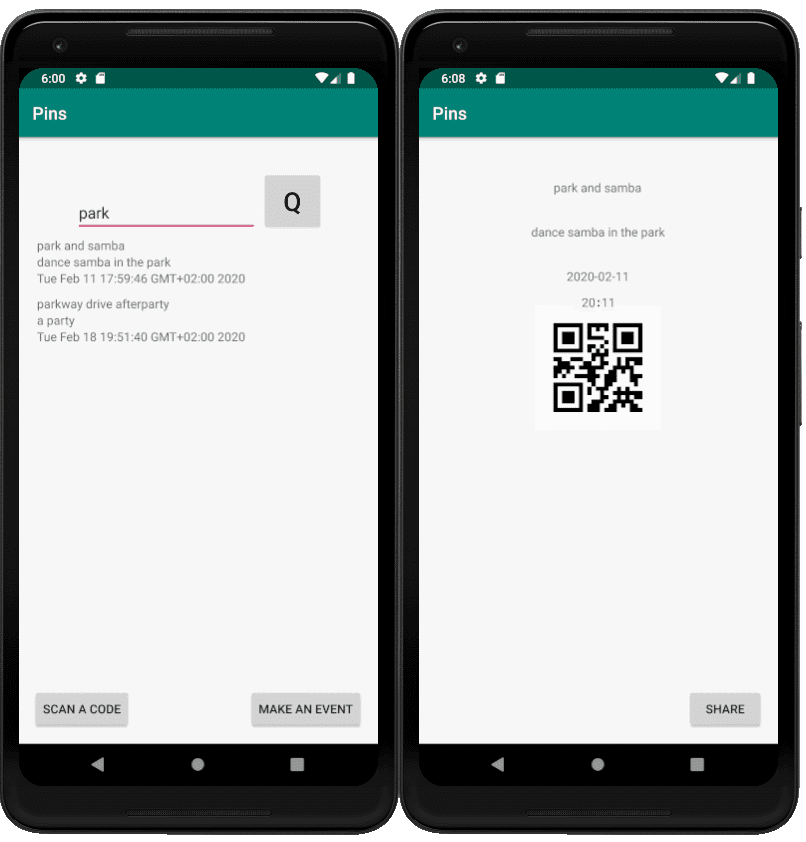 6:00
Pins
park
Q
park and samba
dance samba in the park
Tue Feb 11 17:59:46 GMT+02:00 2020
parkway drive afterparty
a party
Tue Feb 18 19:51:40 GMT+02:00 2020
SCAN A CODE
MAKE AN EVENT
6:08
Pins
park and samba
dance samba in the park
2020-02-11
20:11
SHARE